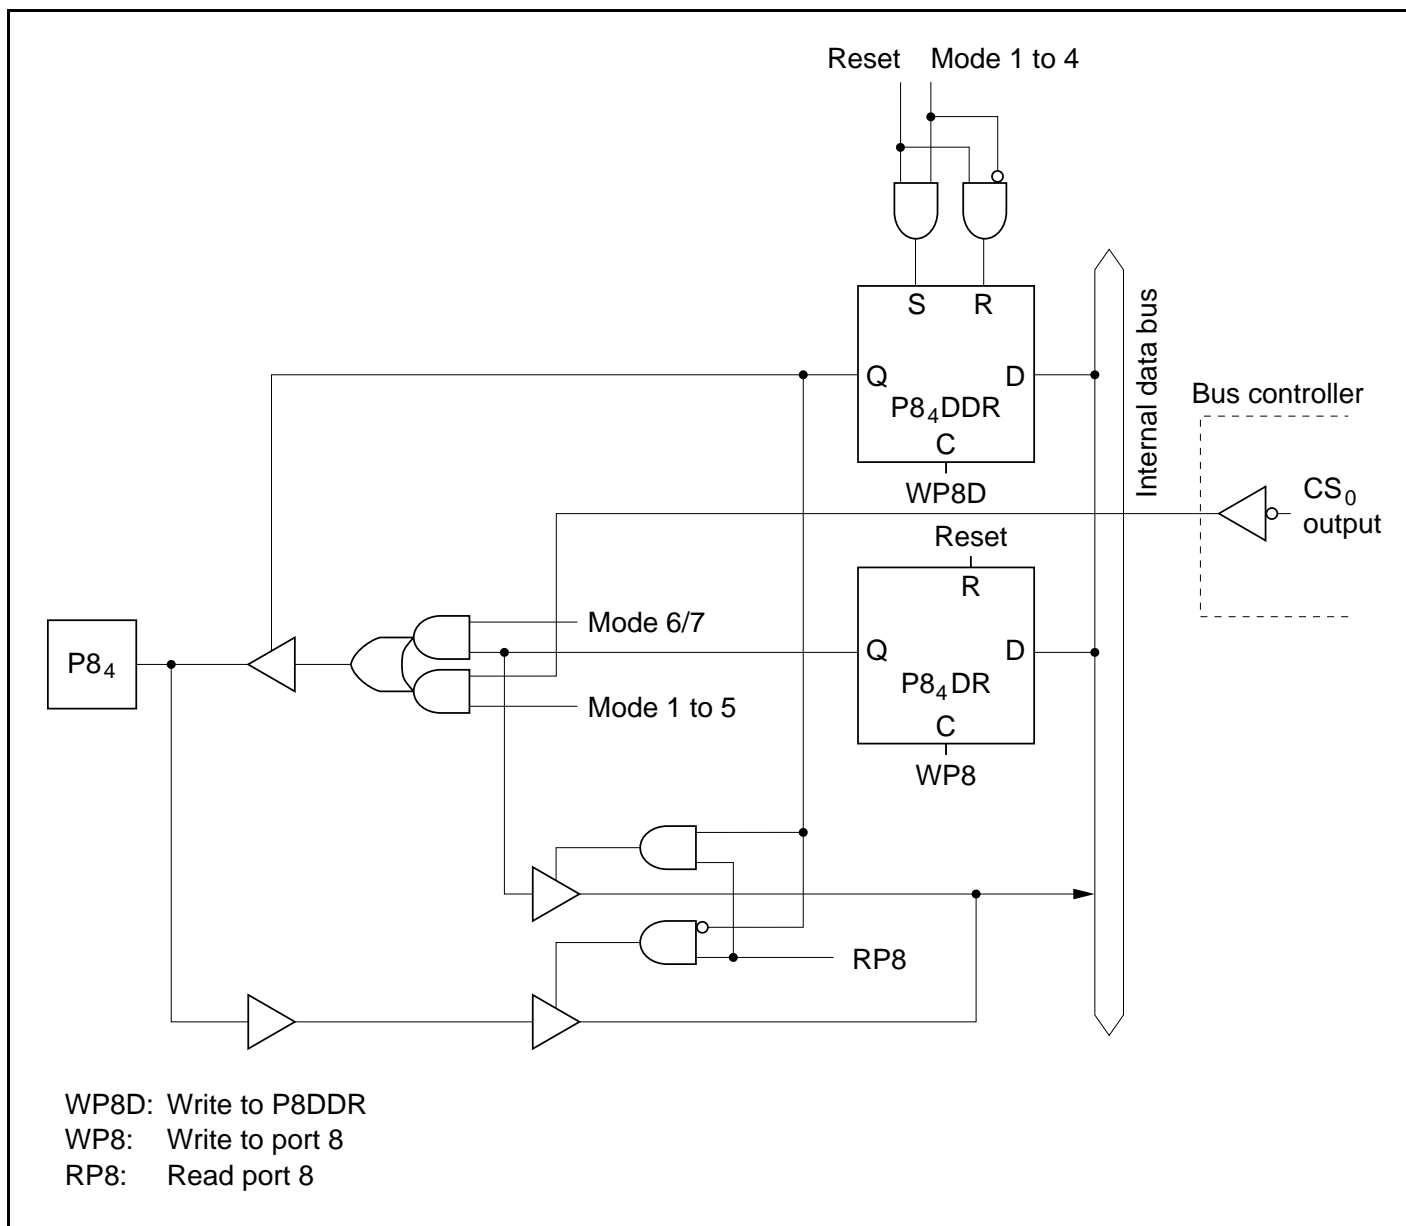 Reset Mode 1 to 4
S R
Q D
P8₄DDR
C
WP8D
Internal data bus
Bus controller
CS₀
output
Reset
R
Mode 6/7
Q D
P8₄
P8₄DR
Mode 1 to 5
C
WP8
RP8
WP8D: Write to P8DDR
WP8: Write to port 8
RP8: Read port 8